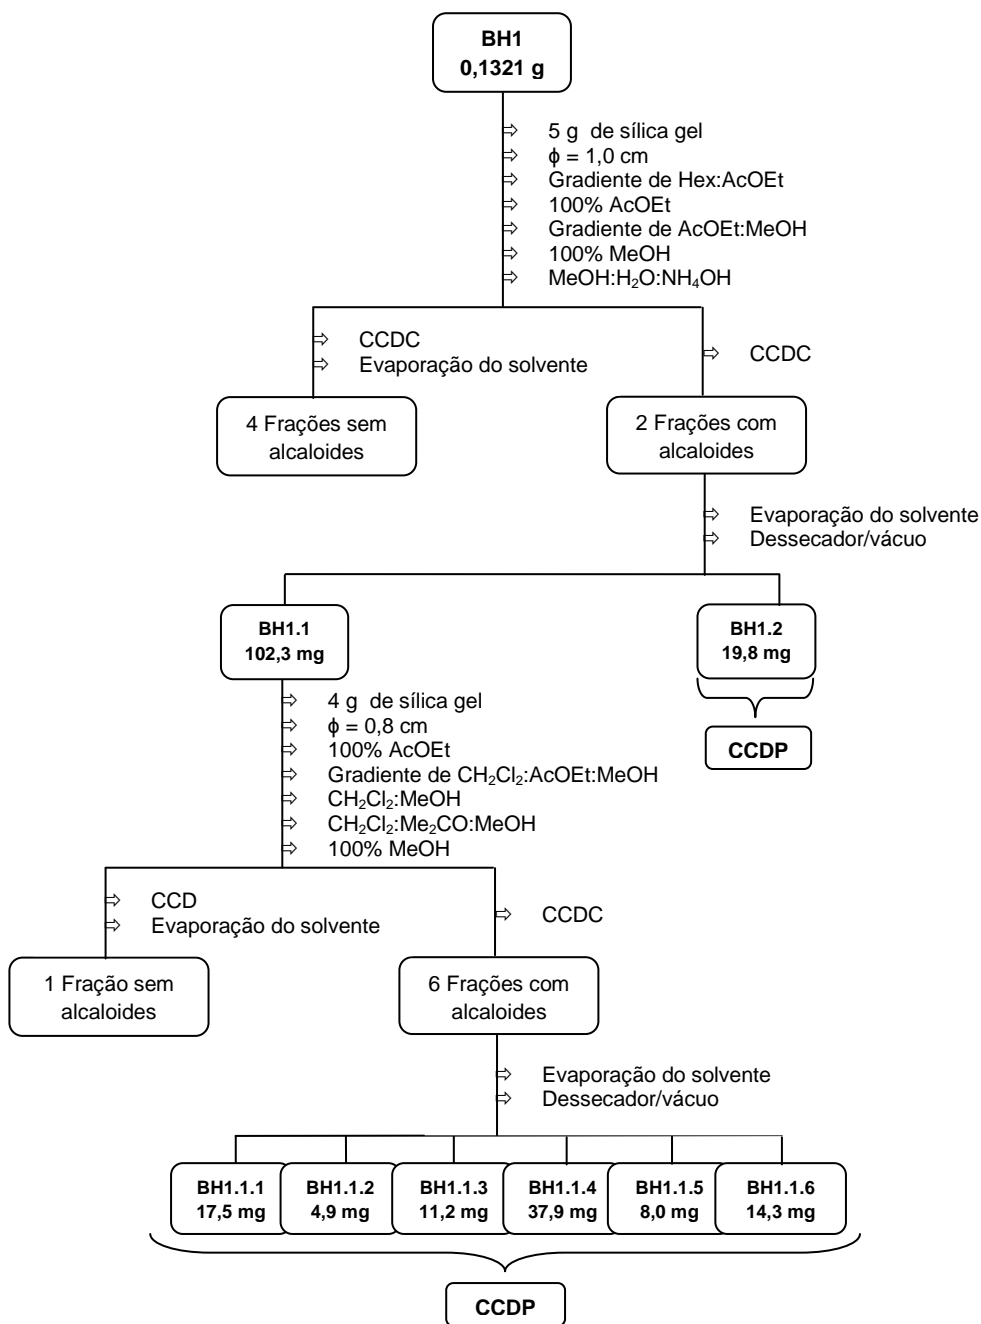 BH1
0,1321 g
5 g de sílica gel
ϕ = 1,0 cm
Gradiente de Hex:AcOEt
100% AcOEt
Gradiente de AcOEt:MeOH
100% MeOH
MeOH:H₂O:NH₄OH
CCDC
Evaporação do solvente
CCDC
4 Frações sem
alcaloides
2 Frações com
alcaloides
Evaporação do solvente
Dessecador/vácuo
BH1.1
102,3 mg
BH1.2
19,8 mg
4 g de sílica gel
ϕ = 0,8 cm
100% AcOEt
Gradiente de CH₂Cl₂:AcOEt:MeOH
CH₂Cl₂:MeOH
CH₂Cl₂:Me₂CO:MeOH
100% MeOH
CCDP
CCD
Evaporação do solvente
CCDC
1 Fração sem
alcaloides
6 Frações com
alcaloides
Evaporação do solvente
Dessecador/vácuo
BH1.1.1
17,5 mg
BH1.1.2
4,9 mg
BH1.1.3
11,2 mg
BH1.1.4
37,9 mg
BH1.1.5
8,0 mg
BH1.1.6
14,3 mg
CCDP